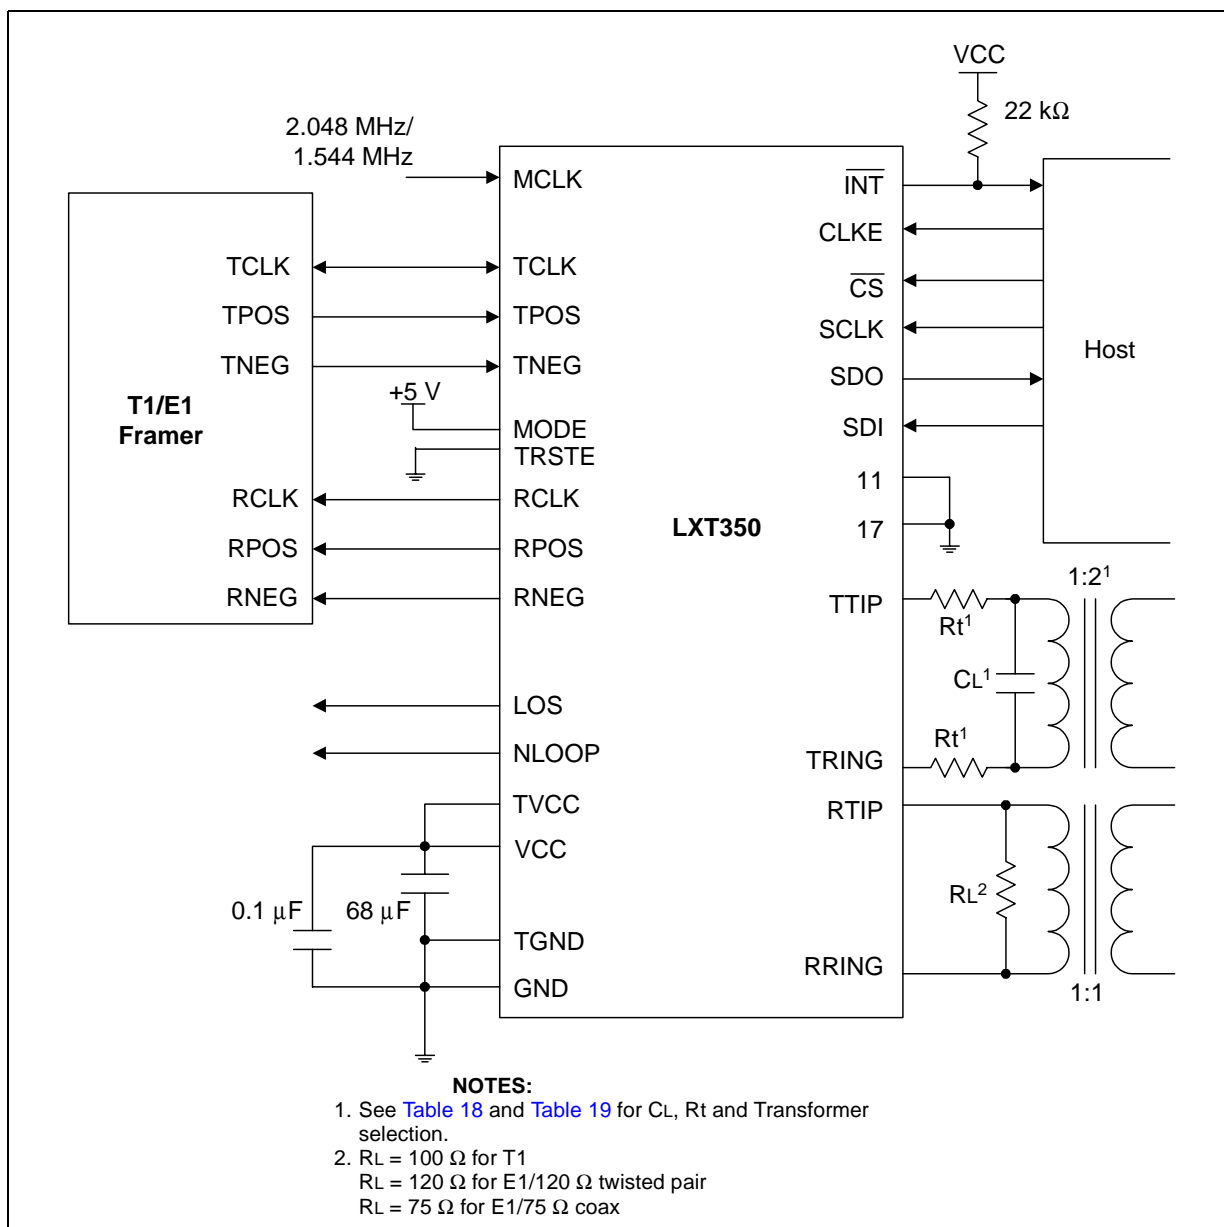 VCC
22 kΩ
2.048 MHz/
1.544 MHz
MCLK
INT
CLKE
TCLK
TCLK
CS
TPOS
TPOS
SCLK
Host
TNEG
TNEG
SDO
+5 V
T1/E1
Framer
MODE
SDI
TRSTE
11
RCLK
RCLK
LXT350
17
RPOS
RPOS
1:2¹
RNEG
RNEG
TTIP
Rt¹
CL¹
LOS
Rt¹
NLOOP
TRING
TVCC
RTIP
VCC
RL²
0.1 µF
68 µF
TGND
RRING
GND
1:1
NOTES:
1. See Table 18 and Table 19 for CL, Rt and Transformer
selection.
2. RL = 100 Ω for T1
RL = 120 Ω for E1/120 Ω twisted pair
RL = 75 Ω for E1/75 Ω coax